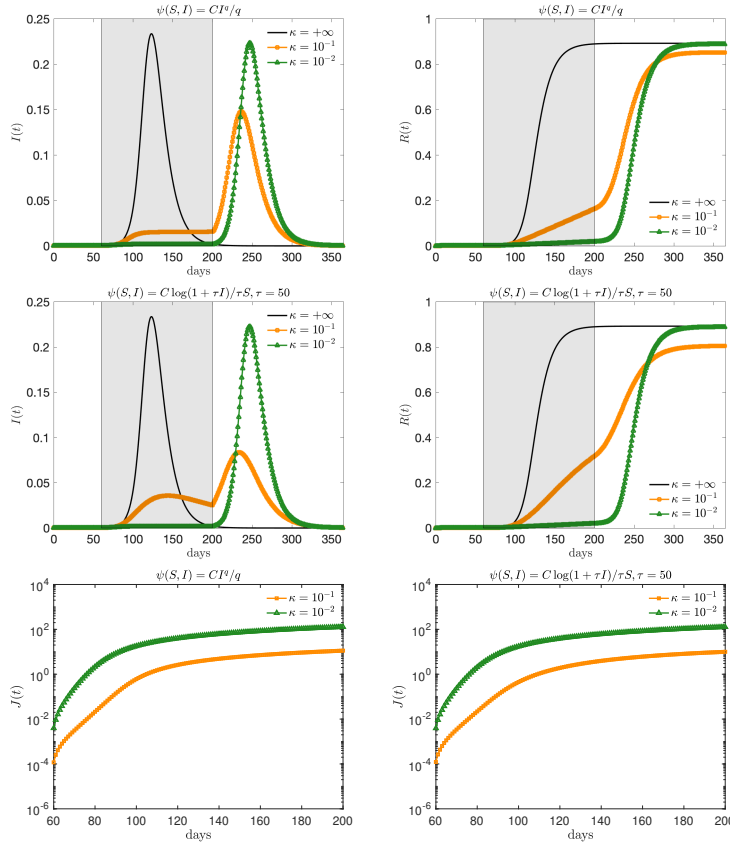 ψ(S, I) = CI^q/q
0.25
0.2
0.15
0.1
0.05
0
I(t)
κ = +∞
κ = 10^{-1}
κ = 10^{-2}
0 50 100 150 200 250 300 350
days
ψ(S, I) = CI^q/q
1
0.8
0.6
0.4
0.2
0
R(t)
κ = +∞
κ = 10^{-1}
κ = 10^{-2}
0 50 100 150 200 250 300 350
days
ψ(S, I) = C log(1 + τI)/τS, τ = 50
0.25
0.2
0.15
0.1
0.05
0
I(t)
κ = +∞
κ = 10^{-1}
κ = 10^{-2}
0 50 100 150 200 250 300 350
days
ψ(S, I) = C log(1 + τI)/τS, τ = 50
1
0.8
0.6
0.4
0.2
0
R(t)
κ = +∞
κ = 10^{-1}
κ = 10^{-2}
0 50 100 150 200 250 300 350
days
ψ(S, I) = CI^q/q
10^4
10^2
10^0
10^{-2}
10^{-4}
10^{-6}
J(t)
κ = 10^{-1}
κ = 10^{-2}
60 80 100 120 140 160 180 200
days
ψ(S, I) = C log(1 + τI)/τS, τ = 50
10^4
10^2
10^0
10^{-2}
10^{-4}
10^{-6}
J(t)
κ = 10^{-1}
κ = 10^{-2}
60 80 100 120 140 160 180 200
days